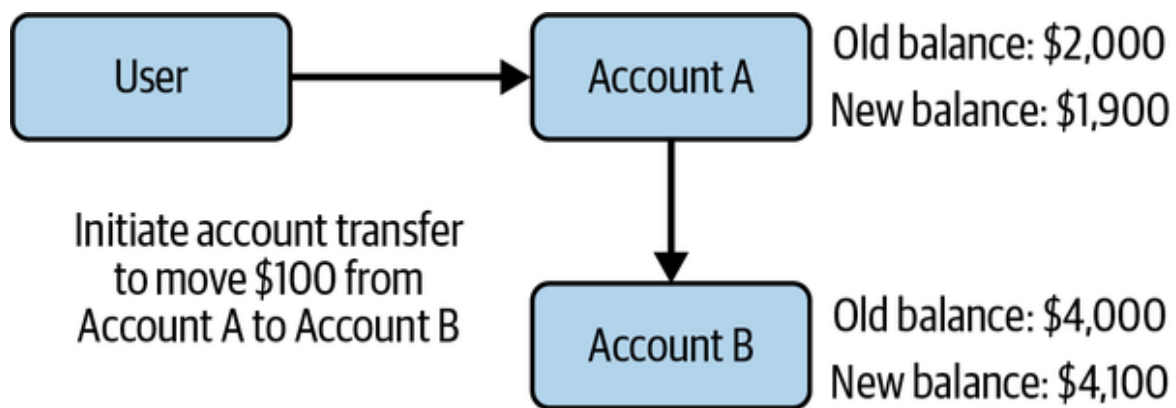 User
Account A
Old balance: $2,000
New balance: $1,900
Initiate account transfer
to move $100 from
Account A to Account B
Account B
Old balance: $4,000
New balance: $4,100